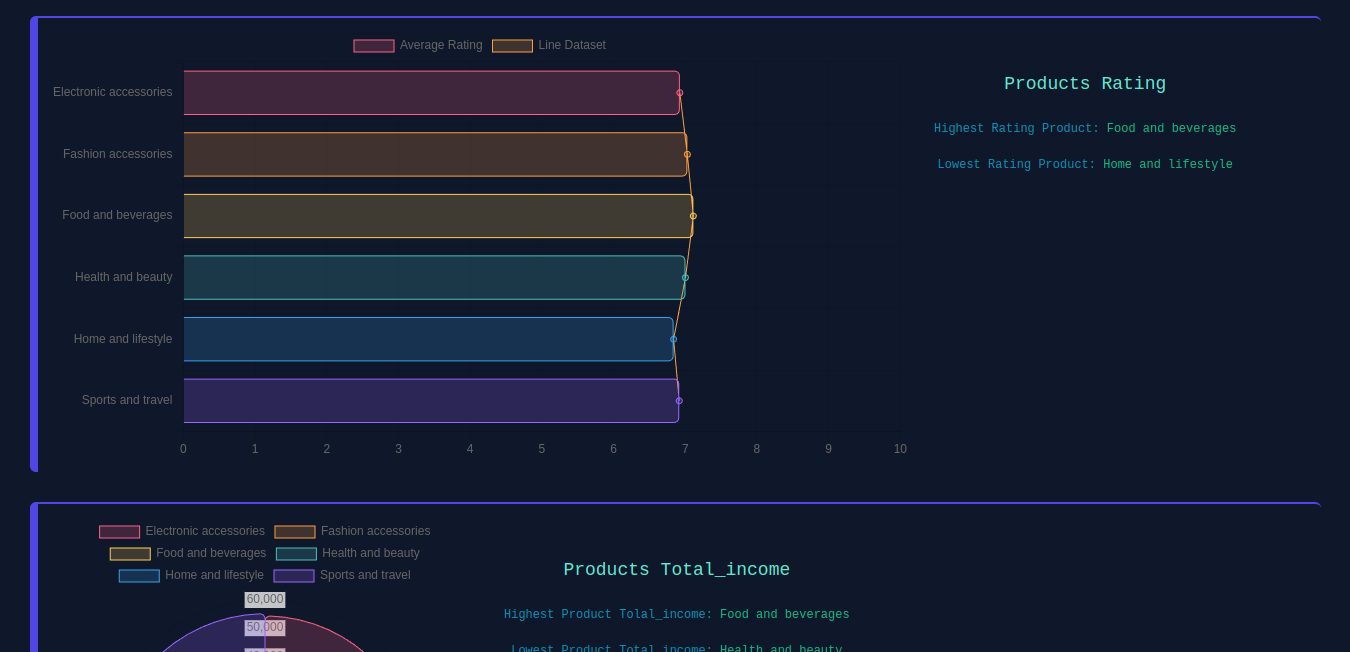 Average Rating Line Dataset
Products Rating
Electronic accessories
Highest Rating Product: Food and beverages
Fashion accessories
Lowest Rating Product: Home and lifestyle
Food and beverages
Health and beauty
Home and lifestyle
Sports and travel
0 1 2 3 4 5 6 7 8 9 10
Electronic accessories Fashion accessories
Food and beverages Health and beauty
Home and lifestyle Sports and travel
Products Total_income
60,000
Highest Product Tolal_income: Food and beverages
50,000
Lowest Product Total_income: Health and beauty